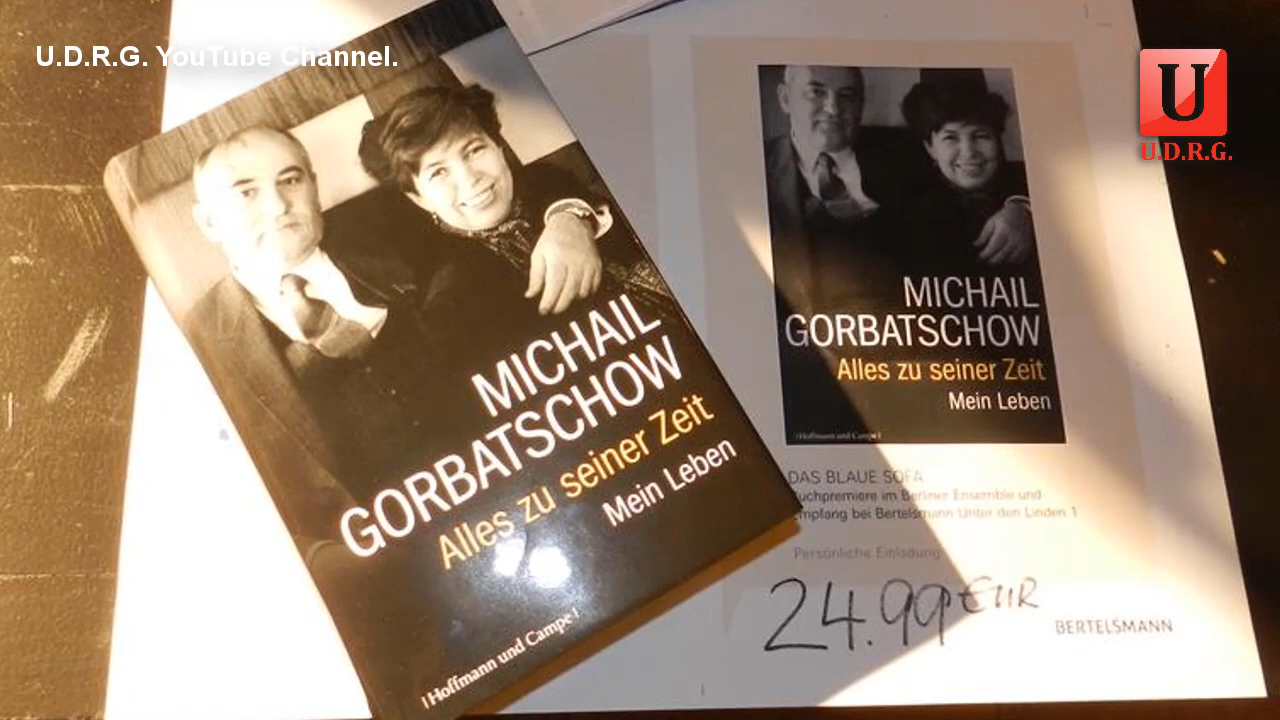 U.D.R.G. YouTube Channel.
U
U.D.R.G.
MICHAIL
GORBATSCHOW
Alles zu seiner Zeit
Mein Leben
Hoffmann und Campe
MICHAIL
GORBATSCHOW
Alles zu seiner Zeit
Mein Leben
Hoffmann und Campe
DAS BLAUE SOFA
uchpremiere im Berliner Ensemble und
mpfang bei Bertelsmann Unter den Linden 1
Persönliche Einladung
24.99 EUR
BERTELSMANN